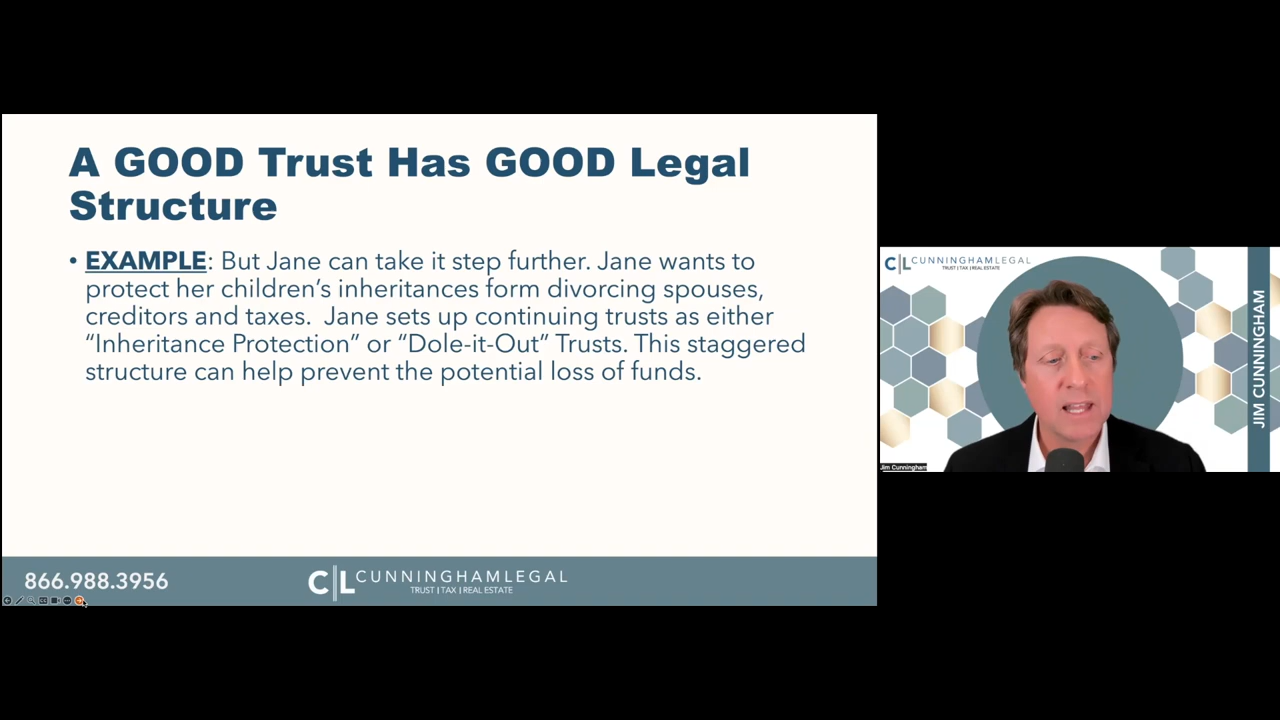 A GOOD Trust Has GOOD Legal
Structure
• EXAMPLE: But Jane can take it step further. Jane wants to
protect her children’s inheritances form divorcing spouses,
creditors and taxes.  Jane sets up continuing trusts as either
“Inheritance Protection” or “Dole-it-Out” Trusts. This staggered
structure can help prevent the potential loss of funds.
866.988.3956
C|L CUNNINGHAMLEGAL
TRUST | TAX | REAL ESTATE
C|L CUNNINGHAMLEGAL
TRUST | TAX | REAL ESTATE
JIM CUNNINGHAM
Jim Cunningham